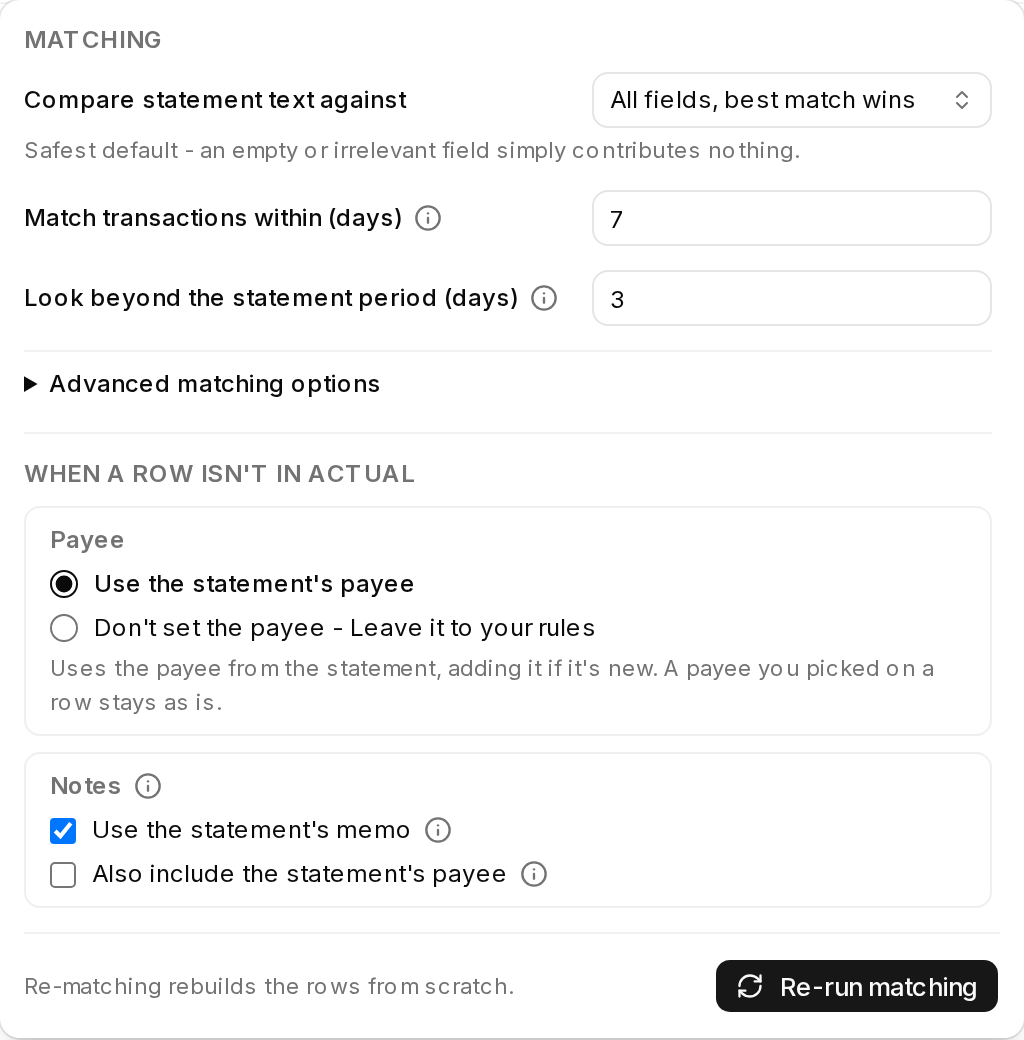 MATCHING
Compare statement text against
All fields, best match wins
Safest default - an empty or irrelevant field simply contributes nothing.
Match transactions within (days)
7
Look beyond the statement period (days)
3
Advanced matching options
WHEN A ROW ISN'T IN ACTUAL
Payee
Use the statement's payee
Don't set the payee - Leave it to your rules
Uses the payee from the statement, adding it if it's new. A payee you picked on a
row stays as is.
Notes
Use the statement's memo
Also include the statement's payee
Re-matching rebuilds the rows from scratch.
Re-run matching